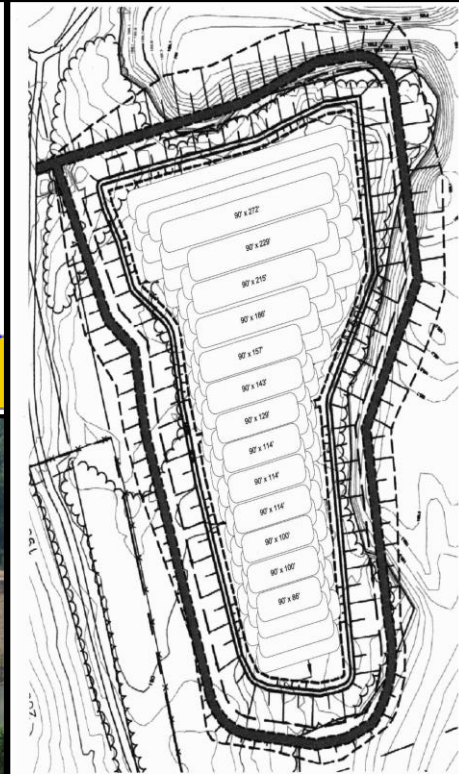 90' x 272'
90' x 229'
90' x 215'
90' x 186'
90' x 157'
90' x 143'
90' x 129'
90' x 114'
90' x 114'
90' x 114'
90' x 100'
90' x 100'
90' x 86'